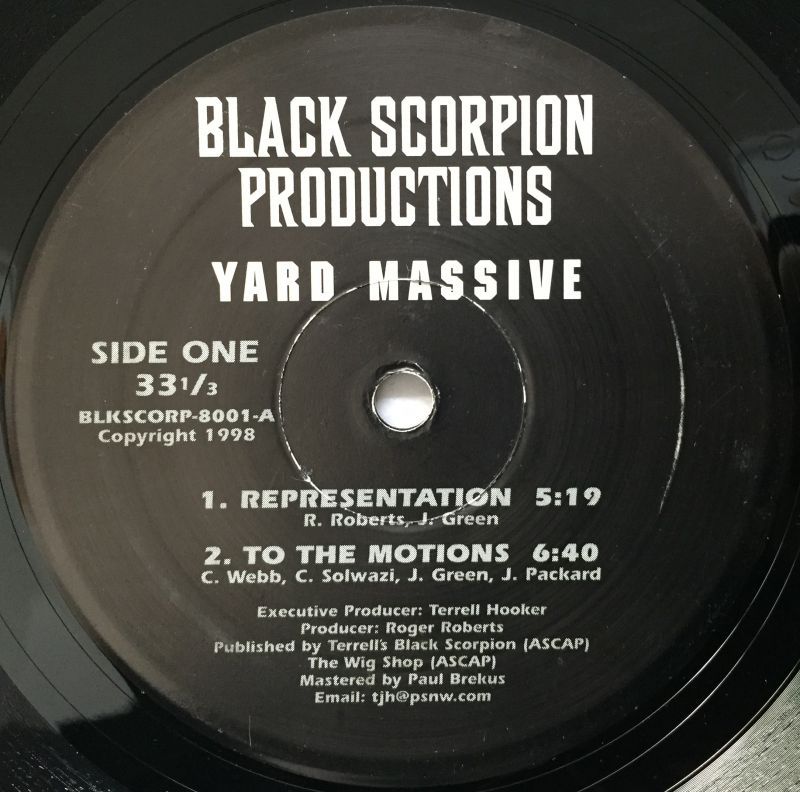 BLACK SCORPION
PRODUCTIONS
YARD MASSIVE
SIDE ONE
33 1/3
BLKSCORP-8001-A
Copyright 1998
1. REPRESENTATION 5:19
R. Roberts, J. Green
2. TO THE MOTIONS 6:40
C. Webb, C. Solwazi, J. Green, J. Packard
Executive Producer: Terrell Hooker
Producer: Roger Roberts
Published by Terrell's Black Scorpion (ASCAP)
The Wig Shop (ASCAP)
Mastered by Paul Brekus
Email: tjh@psnw.com